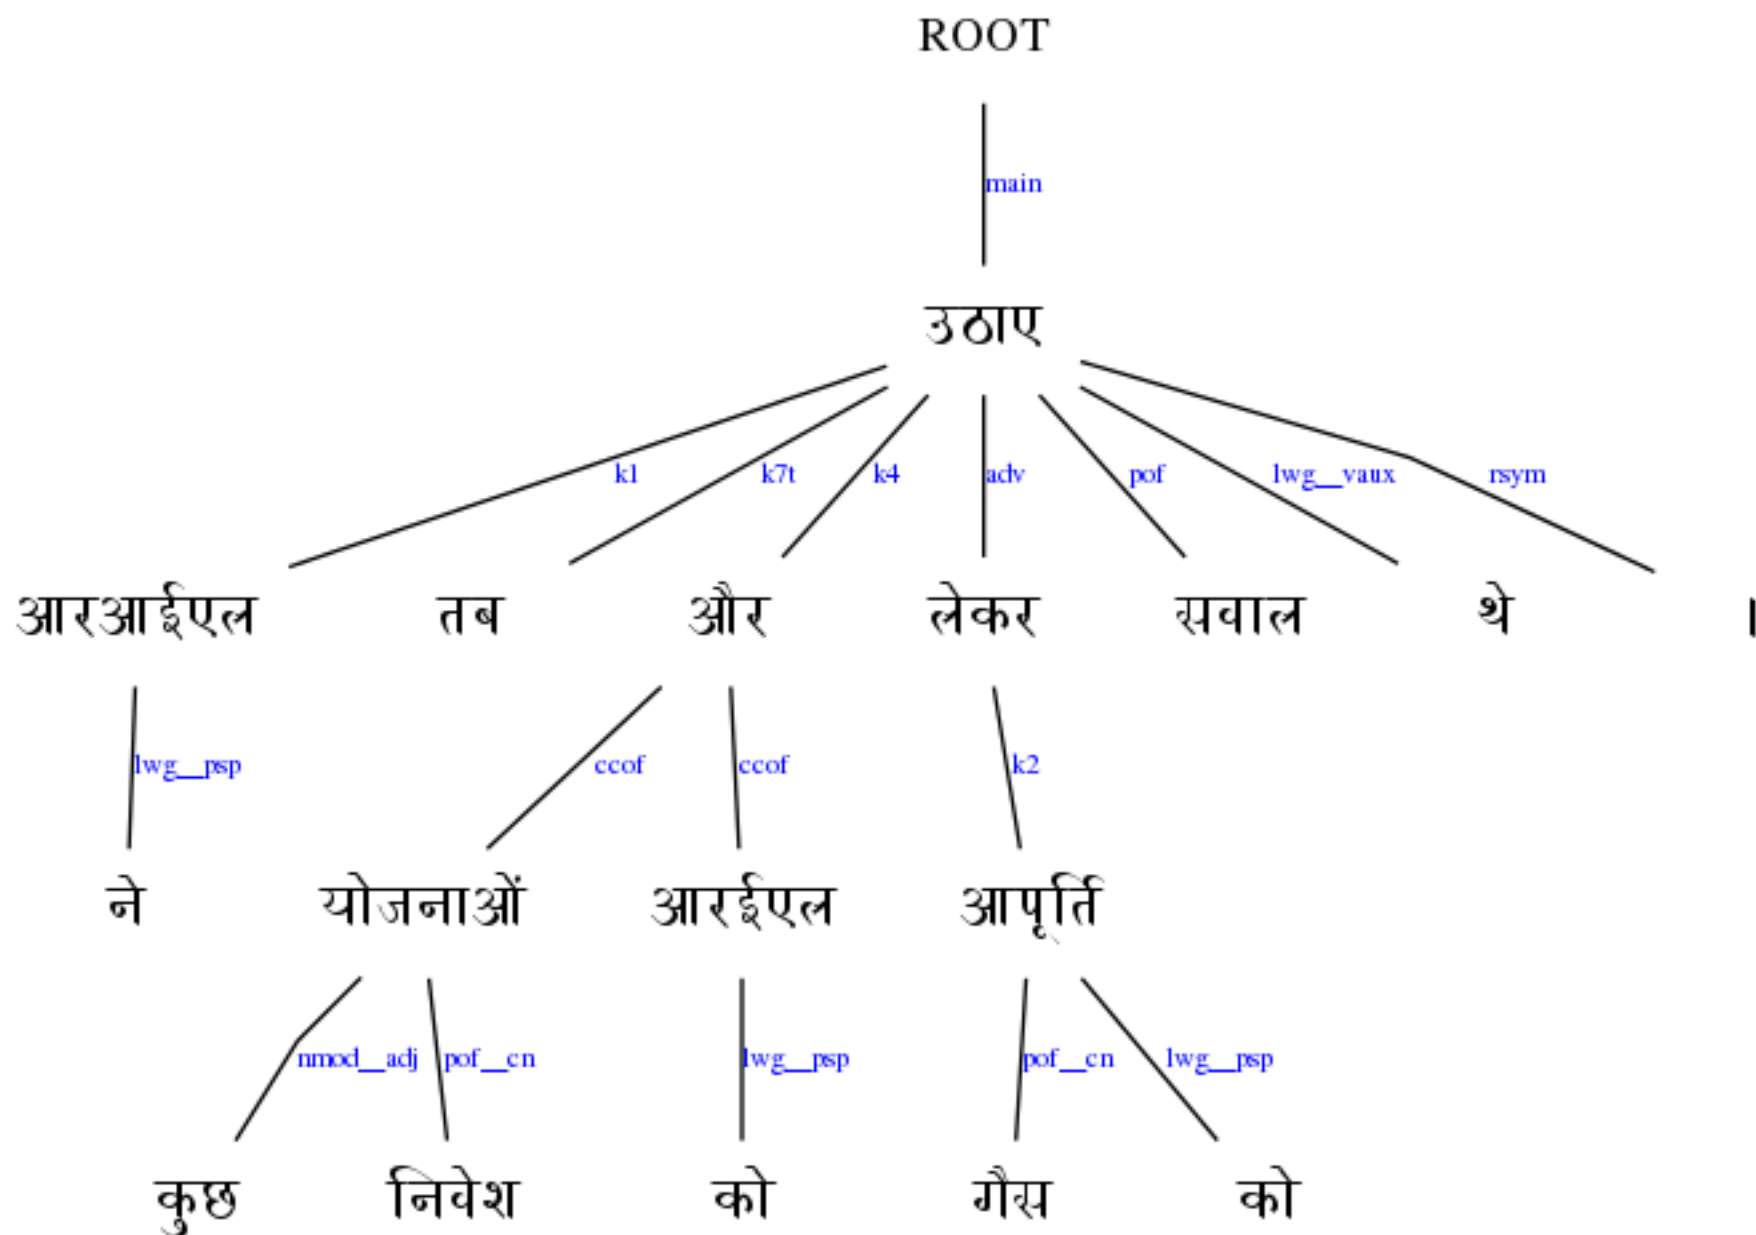 ROOT
main
उठाए
k1 k7t k4 adv pof lwg__vaux rsym
आरआईएल तब और लेकर सवाल थे ।
lwg__psp ccof ccof k2
ने योजनाओं आरईएल आपूर्ति
nmod__adj pof__cn lwg__psp pof__cn lwg__psp
कुछ निवेश को गैस को